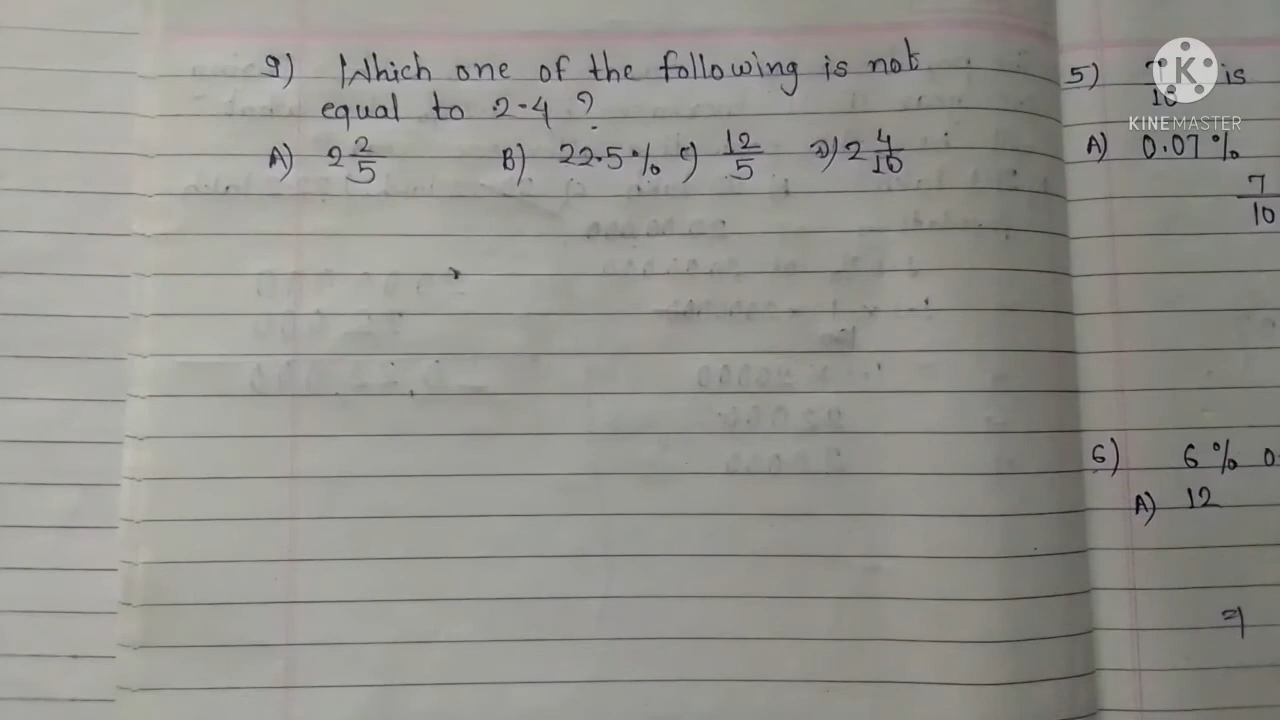 9) Which one of the following is not
equal to 2.4 ?
A) 2 2/5 B) 22.5% C) 12/5 D) 2 4/10
5) 7/10 is
A) 0.07%
7/10
6) 6%
A) 12
KINEMASTER